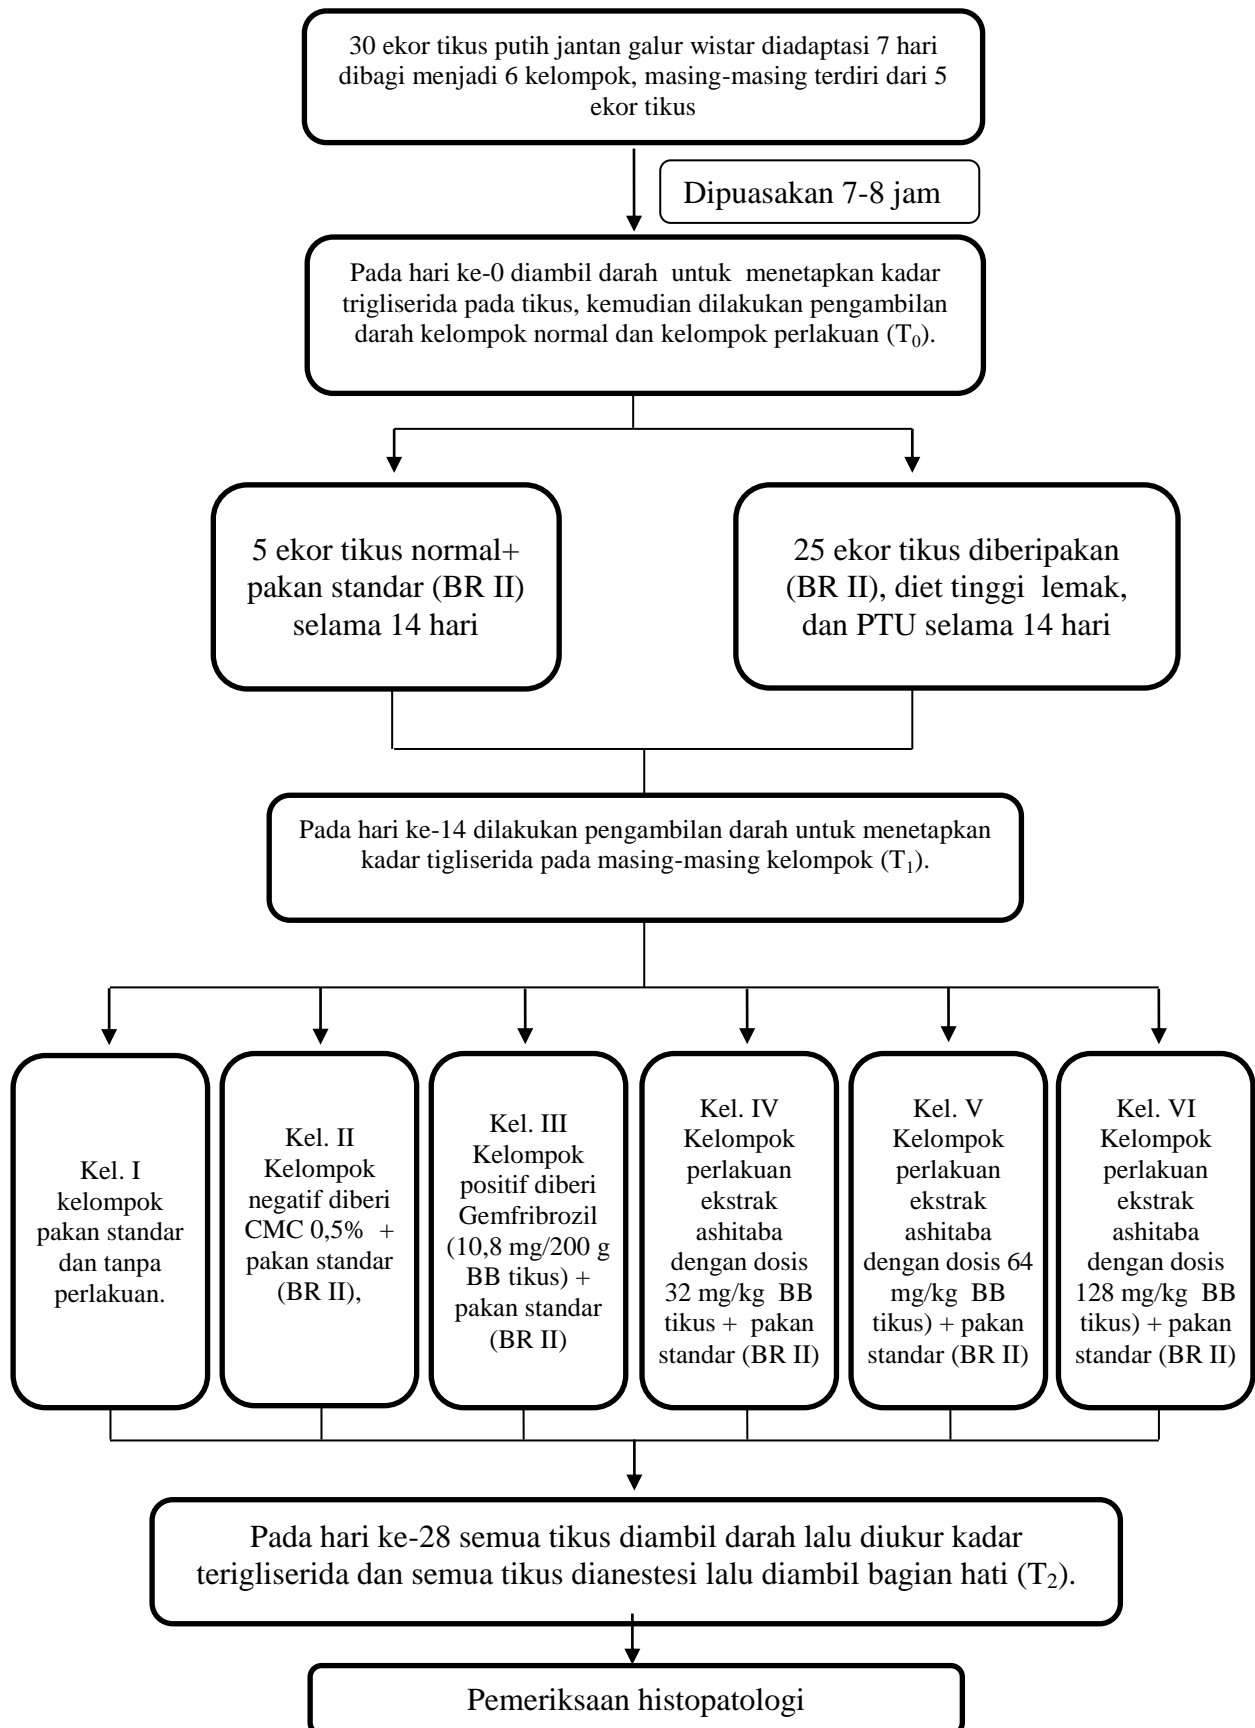 30 ekor tikus putih jantan galur wistar diadaptasi 7 hari
dibagi menjadi 6 kelompok, masing-masing terdiri dari 5
ekor tikus
Dipuasakan 7-8 jam
Pada hari ke-0 diambil darah untuk menetapkan kadar
trigliserida pada tikus, kemudian dilakukan pengambilan
darah kelompok normal dan kelompok perlakuan (T₀).
5 ekor tikus normal+
pakan standar (BR II)
selama 14 hari
25 ekor tikus diberipakan
(BR II), diet tinggi lemak,
dan PTU selama 14 hari
Pada hari ke-14 dilakukan pengambilan darah untuk menetapkan
kadar tigliserida pada masing-masing kelompok (T₁).
Kel. I
kelompok
pakan standar
dan tanpa
perlakuan.
Kel. II
Kelompok
negatif diberi
CMC 0,5% +
pakan standar
(BR II),
Kel. III
Kelompok
positif diberi
Gemfribrozil
(10,8 mg/200 g
BB tikus) +
pakan standar
(BR II)
Kel. IV
Kelompok
perlakuan
ekstrak
ashitaba
dengan dosis
32 mg/kg BB
tikus + pakan
standar (BR II)
Kel. V
Kelompok
perlakuan
ekstrak
ashitaba
dengan dosis 64
mg/kg BB
tikus) + pakan
standar (BR II)
Kel. VI
Kelompok
perlakuan
ekstrak
ashitaba
dengan dosis
128 mg/kg BB
tikus) + pakan
standar (BR II)
Pada hari ke-28 semua tikus diambil darah lalu diukur kadar
terigliserida dan semua tikus dianestesi lalu diambil bagian hati (T₂).
Pemeriksaan histopatologi